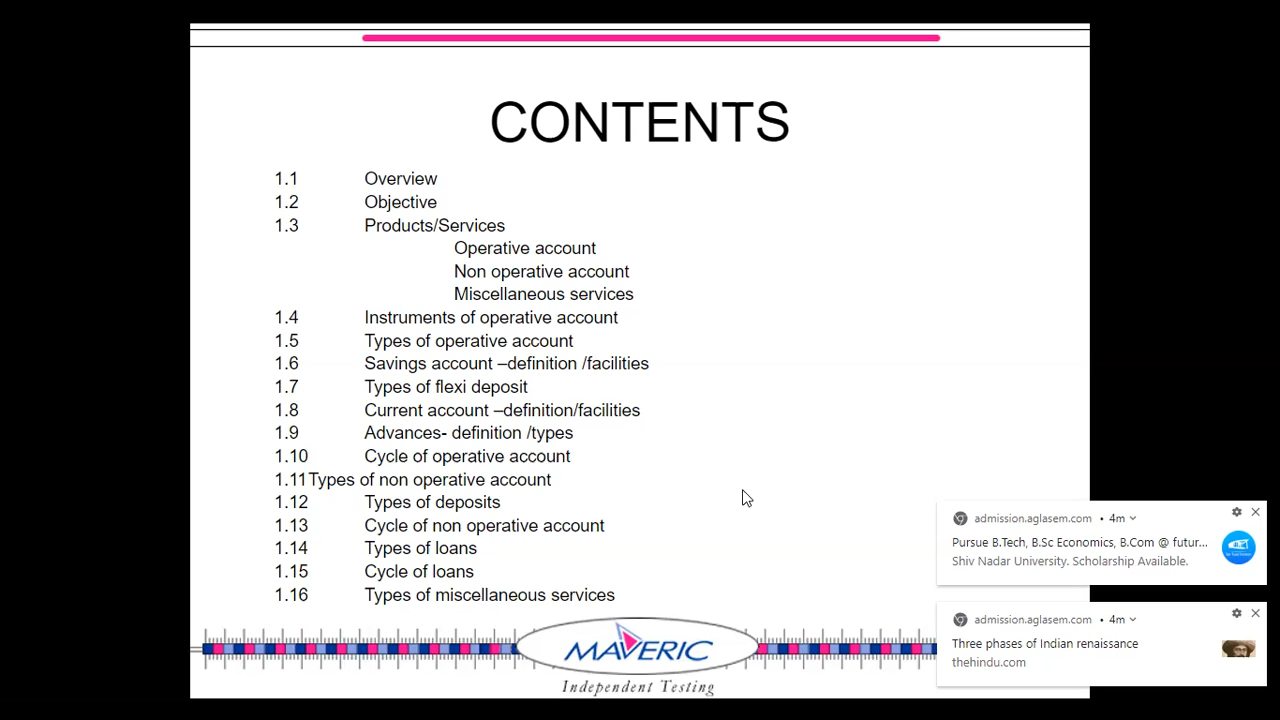 CONTENTS
1.1 Overview
1.2 Objective
1.3 Products/Services
Operative account
Non operative account
Miscellaneous services
1.4 Instruments of operative account
1.5 Types of operative account
1.6 Savings account –definition /facilities
1.7 Types of flexi deposit
1.8 Current account –definition/facilities
1.9 Advances- definition /types
1.10 Cycle of operative account
1.11Types of non operative account
1.12 Types of deposits
1.13 Cycle of non operative account
1.14 Types of loans
1.15 Cycle of loans
1.16 Types of miscellaneous services
MAVERIC
Independent Testing
admission.aglasem.com • 4m
Pursue B.Tech, B.Sc Economics, B.Com @ futur...
Shiv Nadar University. Scholarship Available.
admission.aglasem.com • 4m
Three phases of Indian renaissance
thehindu.com